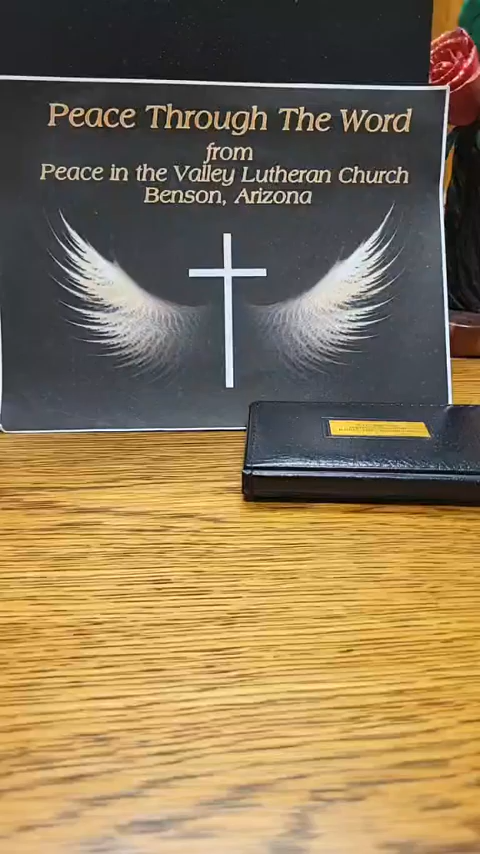 Peace Through The Word
from
Peace in the Valley Lutheran Church
Benson, Arizona